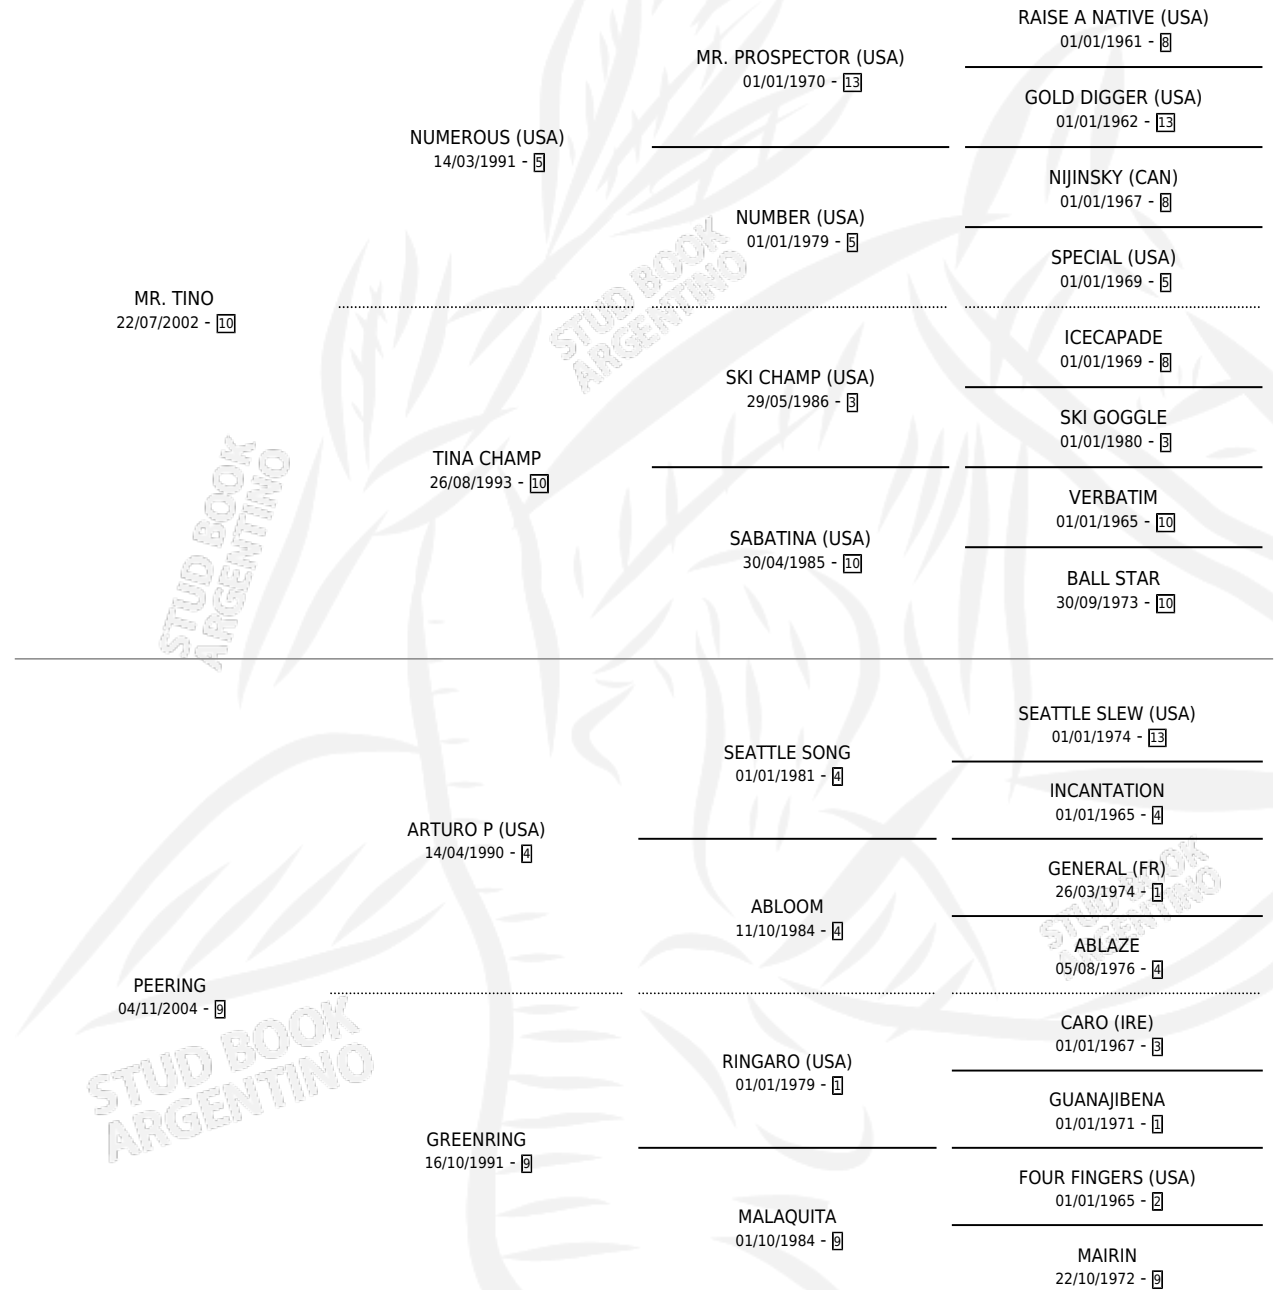 RAISE A NATIVE (USA)
01/01/1961 - 8
MR. PROSPECTOR (USA)
01/01/1970 - 13
GOLD DIGGER (USA)
01/01/1962 - 13
NUMEROUS (USA)
14/03/1991 - 5
NIJINSKY (CAN)
01/01/1967 - 8
NUMBER (USA)
01/01/1979 - 5
SPECIAL (USA)
01/01/1969 - 5
MR. TINO
22/07/2002 - 10
STUD BOOK
ARGENTINO
ICECAPADE
01/01/1969 - 8
SKI CHAMP (USA)
29/05/1986 - 3
SKI GOGGLE
01/01/1980 - 3
TINA CHAMP
26/08/1993 - 10
VERBATIM
01/01/1965 - 10
SABATINA (USA)
30/04/1985 - 10
BALL STAR
30/09/1973 - 10
STUD BOOK
ARGENTINO
SEATTLE SLEW (USA)
01/01/1974 - 13
SEATTLE SONG
01/01/1981 - 4
INCANTATION
01/01/1965 - 4
ARTURO P (USA)
14/04/1990 - 4
GENERAL (FR)
26/03/1974 - 1
ABLOOM
11/10/1984 - 4
ABLAZE
05/08/1976 - 4
STUD BOOK
ARGENTINO
PEERING
04/11/2004 - 9
CARO (IRE)
01/01/1967 - 3
RINGARO (USA)
01/01/1979 - 1
GUANAJIBENA
01/01/1971 - 1
STUD BOOK
ARGENTINO
GREENRING
16/10/1991 - 9
FOUR FINGERS (USA)
01/01/1965 - 2
MALAQUITA
01/10/1984 - 9
MAIRIN
22/10/1972 - 9